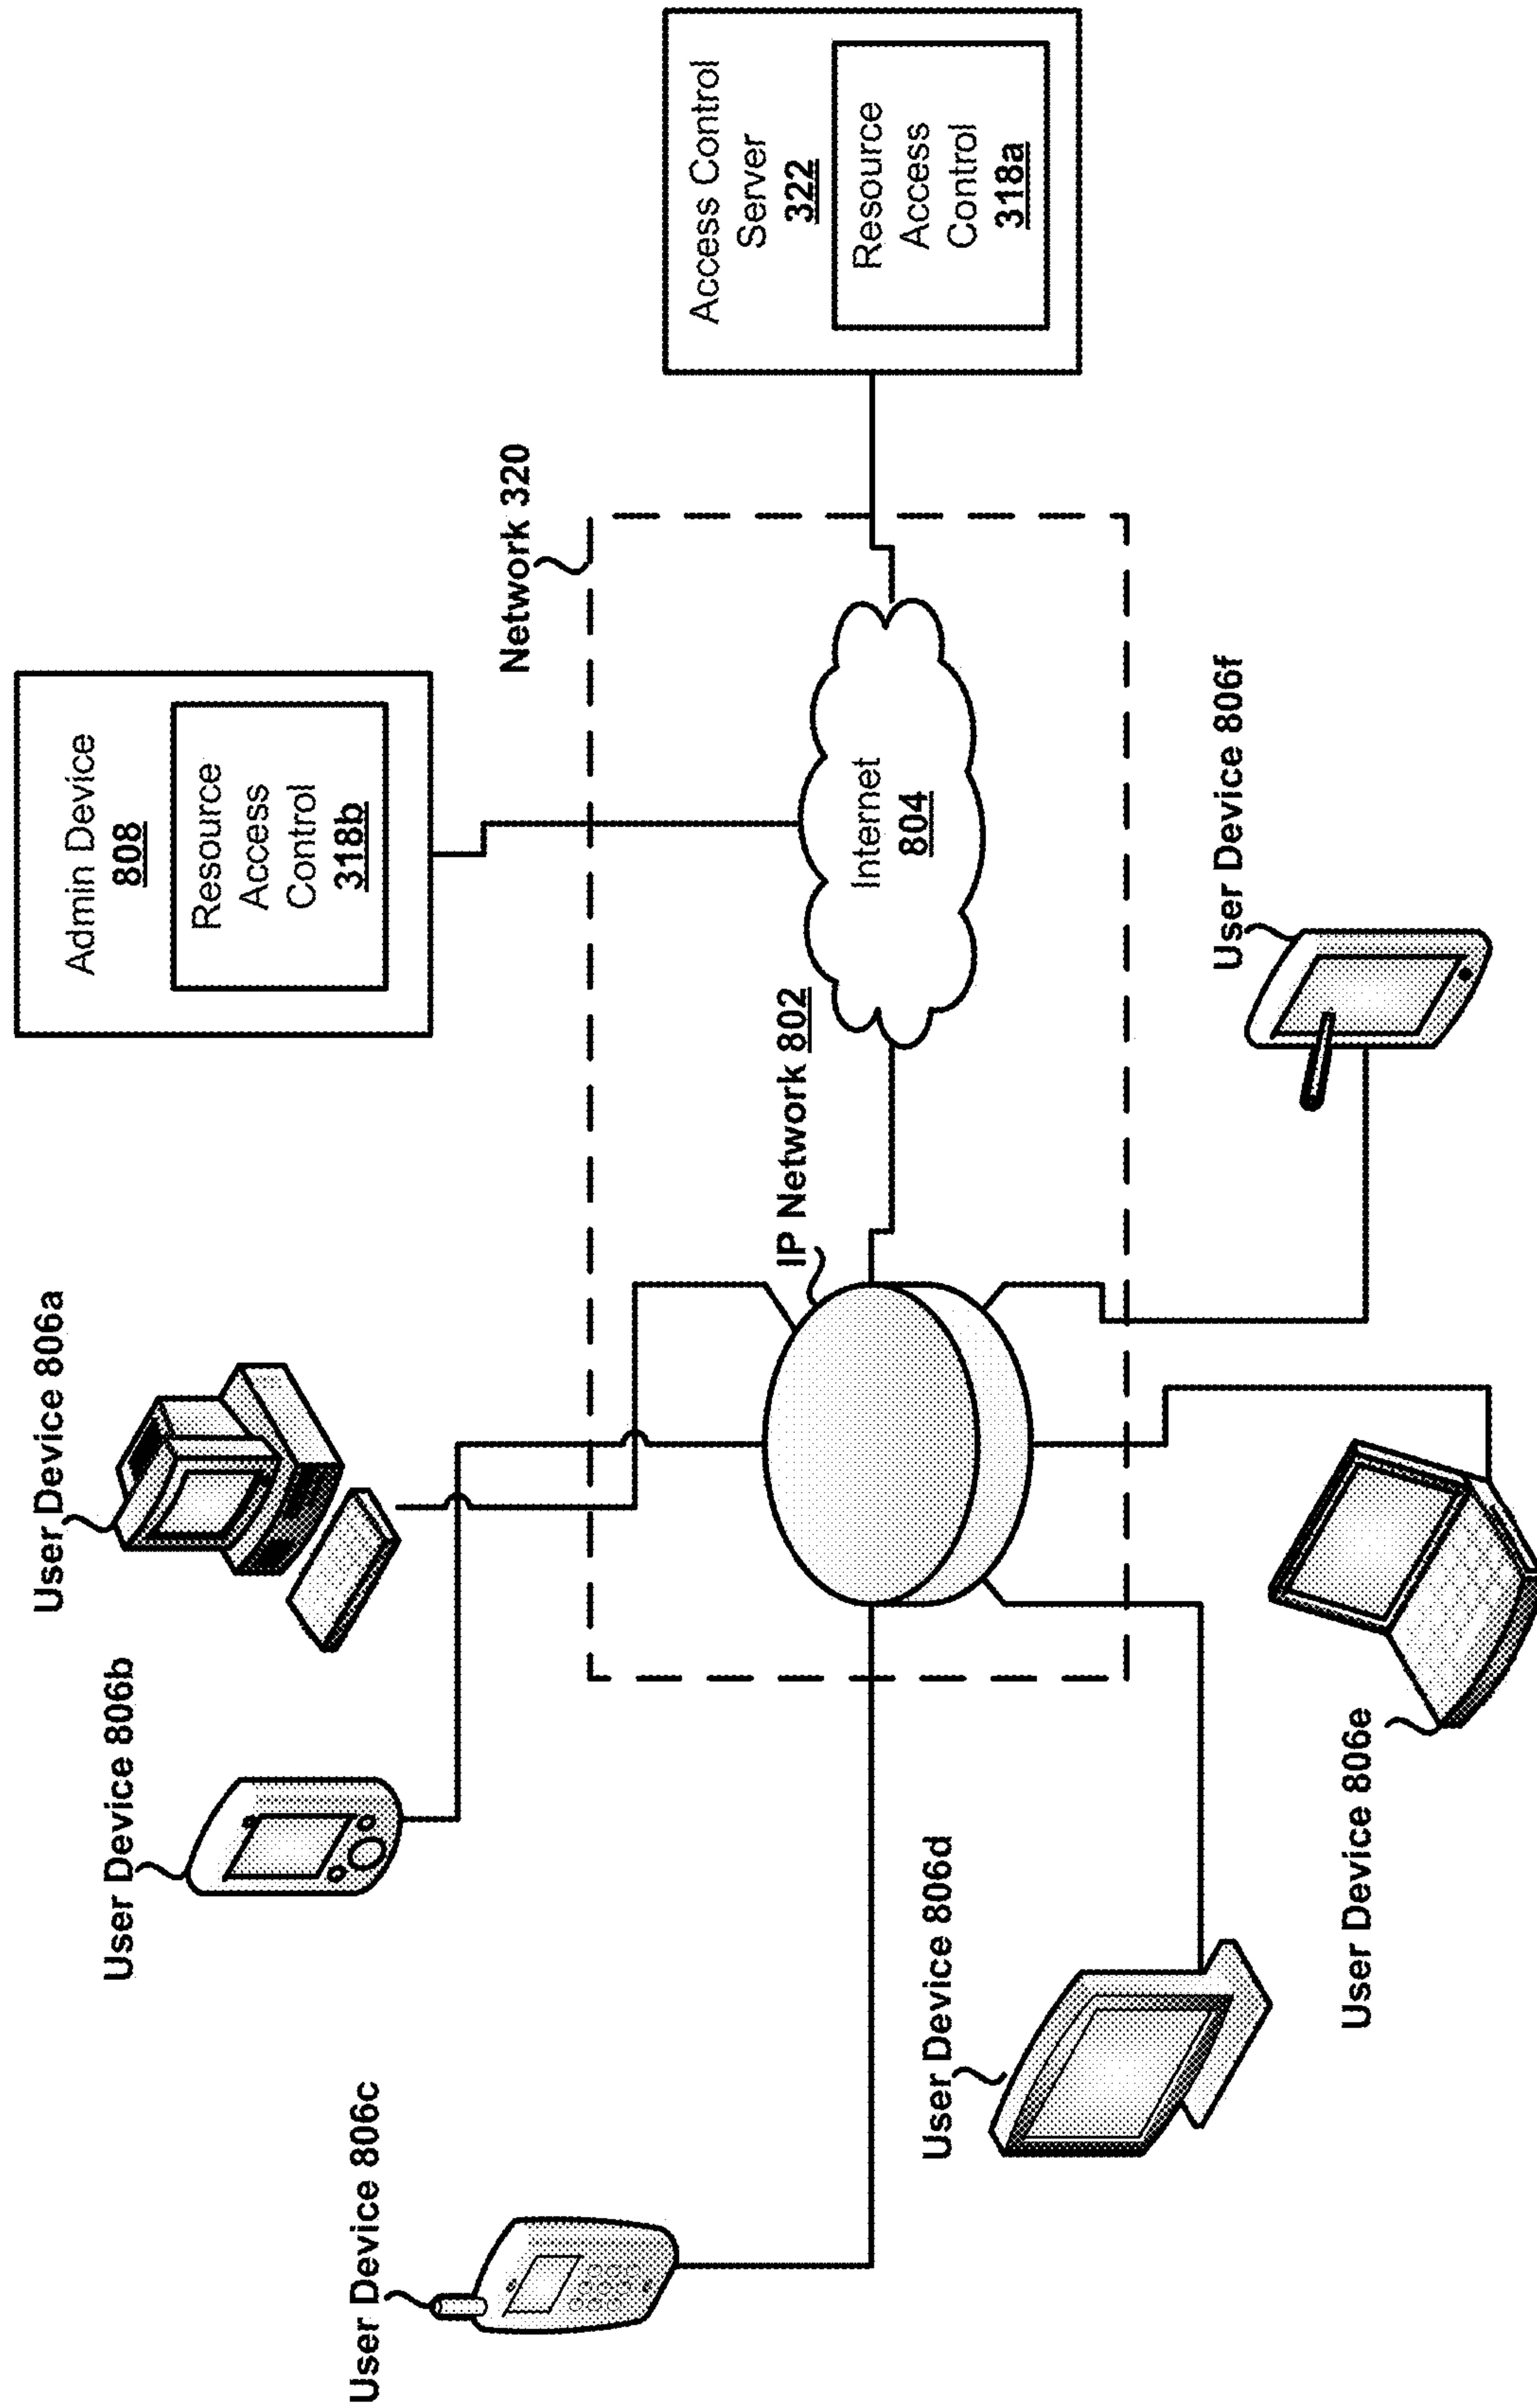 User Device 806a
User Device 806b
User Device 806c
User Device 806d
User Device 806e
User Device 806f
Admin Device
808
Resource
Access
Control
318b
Network 320
IP Network 802
Internet
804
Access Control
Server
322
Resource
Access
Control
318a